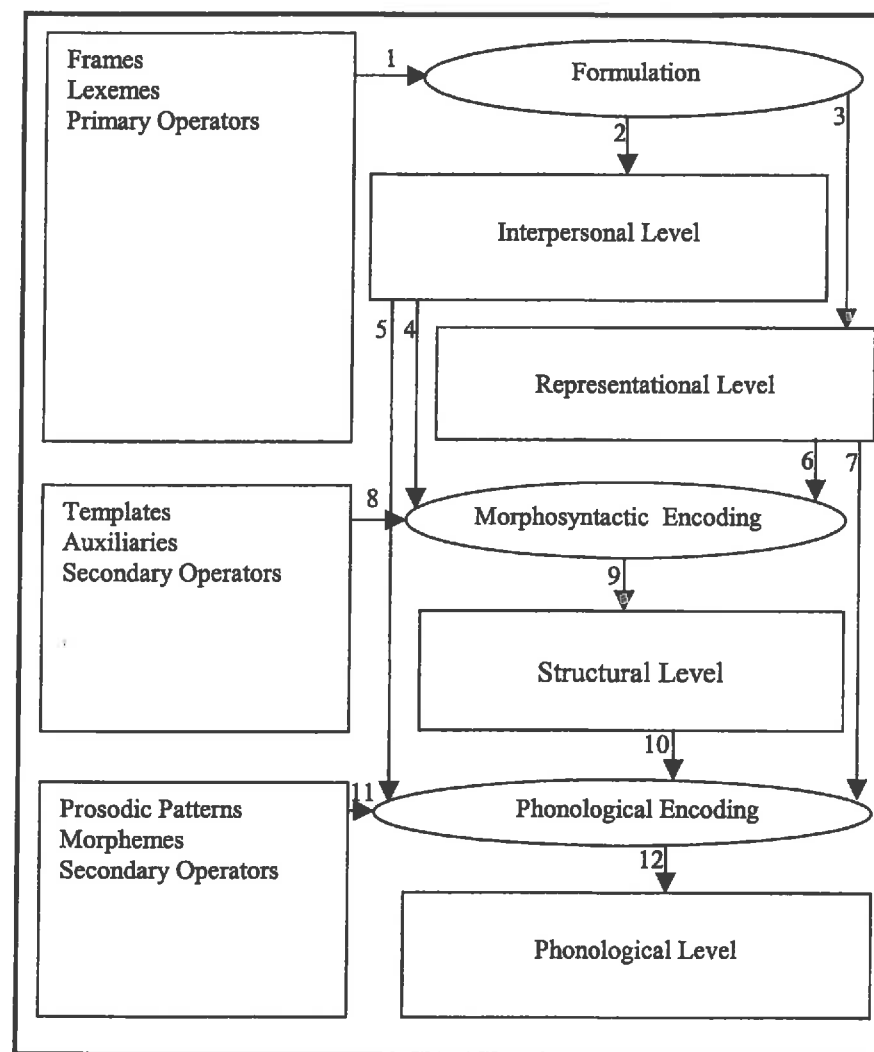 Frames
Lexemes
Primary Operators
1
Formulation
2
3
Interpersonal Level
5
4
Representational Level
6
7
Templates
Auxiliaries
Secondary Operators
8
Morphosyntactic Encoding
9
Structural Level
10
Prosodic Patterns
Morphemes
Secondary Operators
11
Phonological Encoding
12
Phonological Level